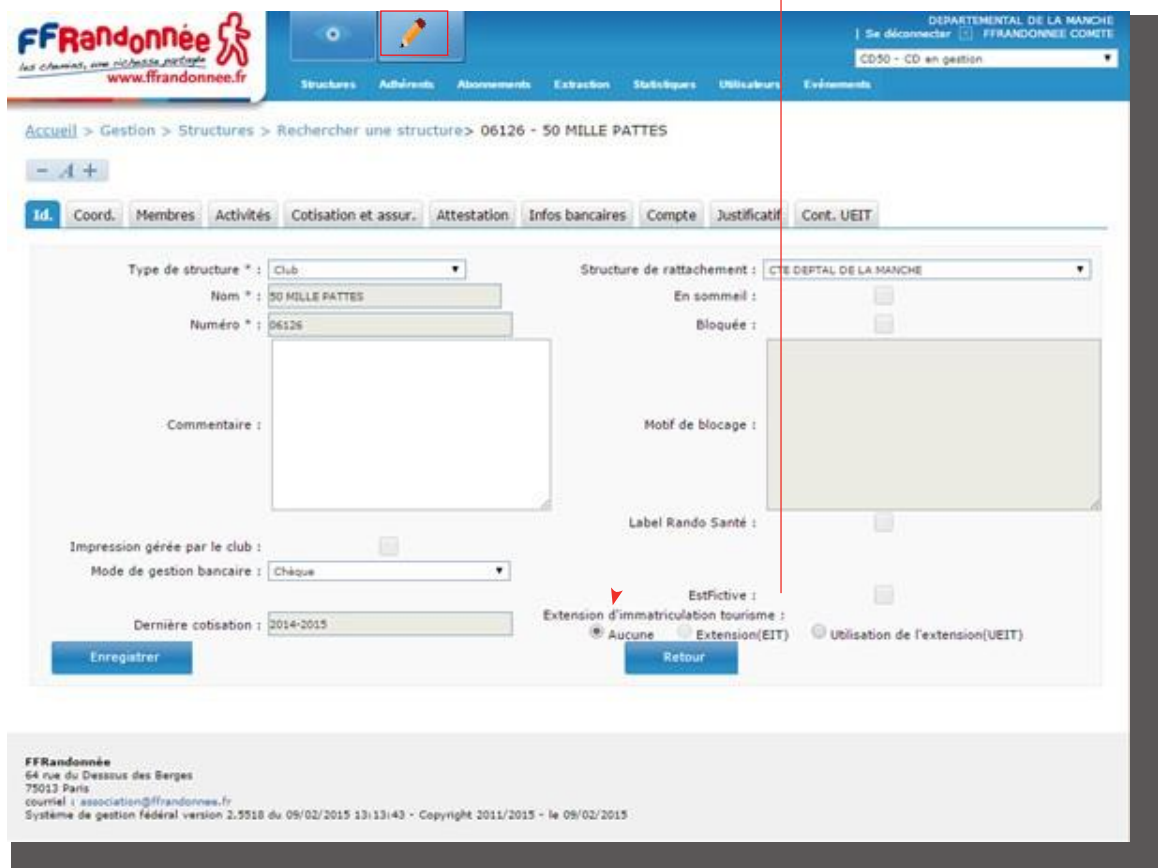 FFRandonnée
les chemins, une richesse partagée
www.ffrandonnee.fr
DEPARTEMENTAL DE LA MANCHE
| Se déconnecter FFRANDONNEE COMITE
CD50 - CD en gestion
Structures Adhérents Abonnements Extraction Statistiques Utilisateurs Evénements
Accueil > Gestion > Structures > Rechercher une structure> 06126 - 50 MILLE PATTES
- A +
Id. Coord. Membres Activités Cotisation et assur. Attestation Infos bancaires Compte Justificatif Cont. UEIT
Type de structure * : Club Structure de rattachement : CTE DEPTAL DE LA MANCHE
Nom * : 50 MILLE PATTES En sommeil :
Numéro * : 06126 Bloquée :
Commentaire : Motif de blocage :
Label Rando Santé :
Impression gérée par le club :
Mode de gestion bancaire : Chèque
EstFictive :
Extension d'immatriculation tourisme :
Dernière cotisation : 2014-2015
Aucune Extension(EIT) Utilisation de l'extension(UEIT)
Enregistrer Retour
FFRandonnée
64 rue du Dessous des Berges
75013 Paris
courriel : association@ffrandonnee.fr
Système de gestion fédéral version 2.5518 du 09/02/2015 13:13:43 - Copyright 2011/2015 - le 09/02/2015